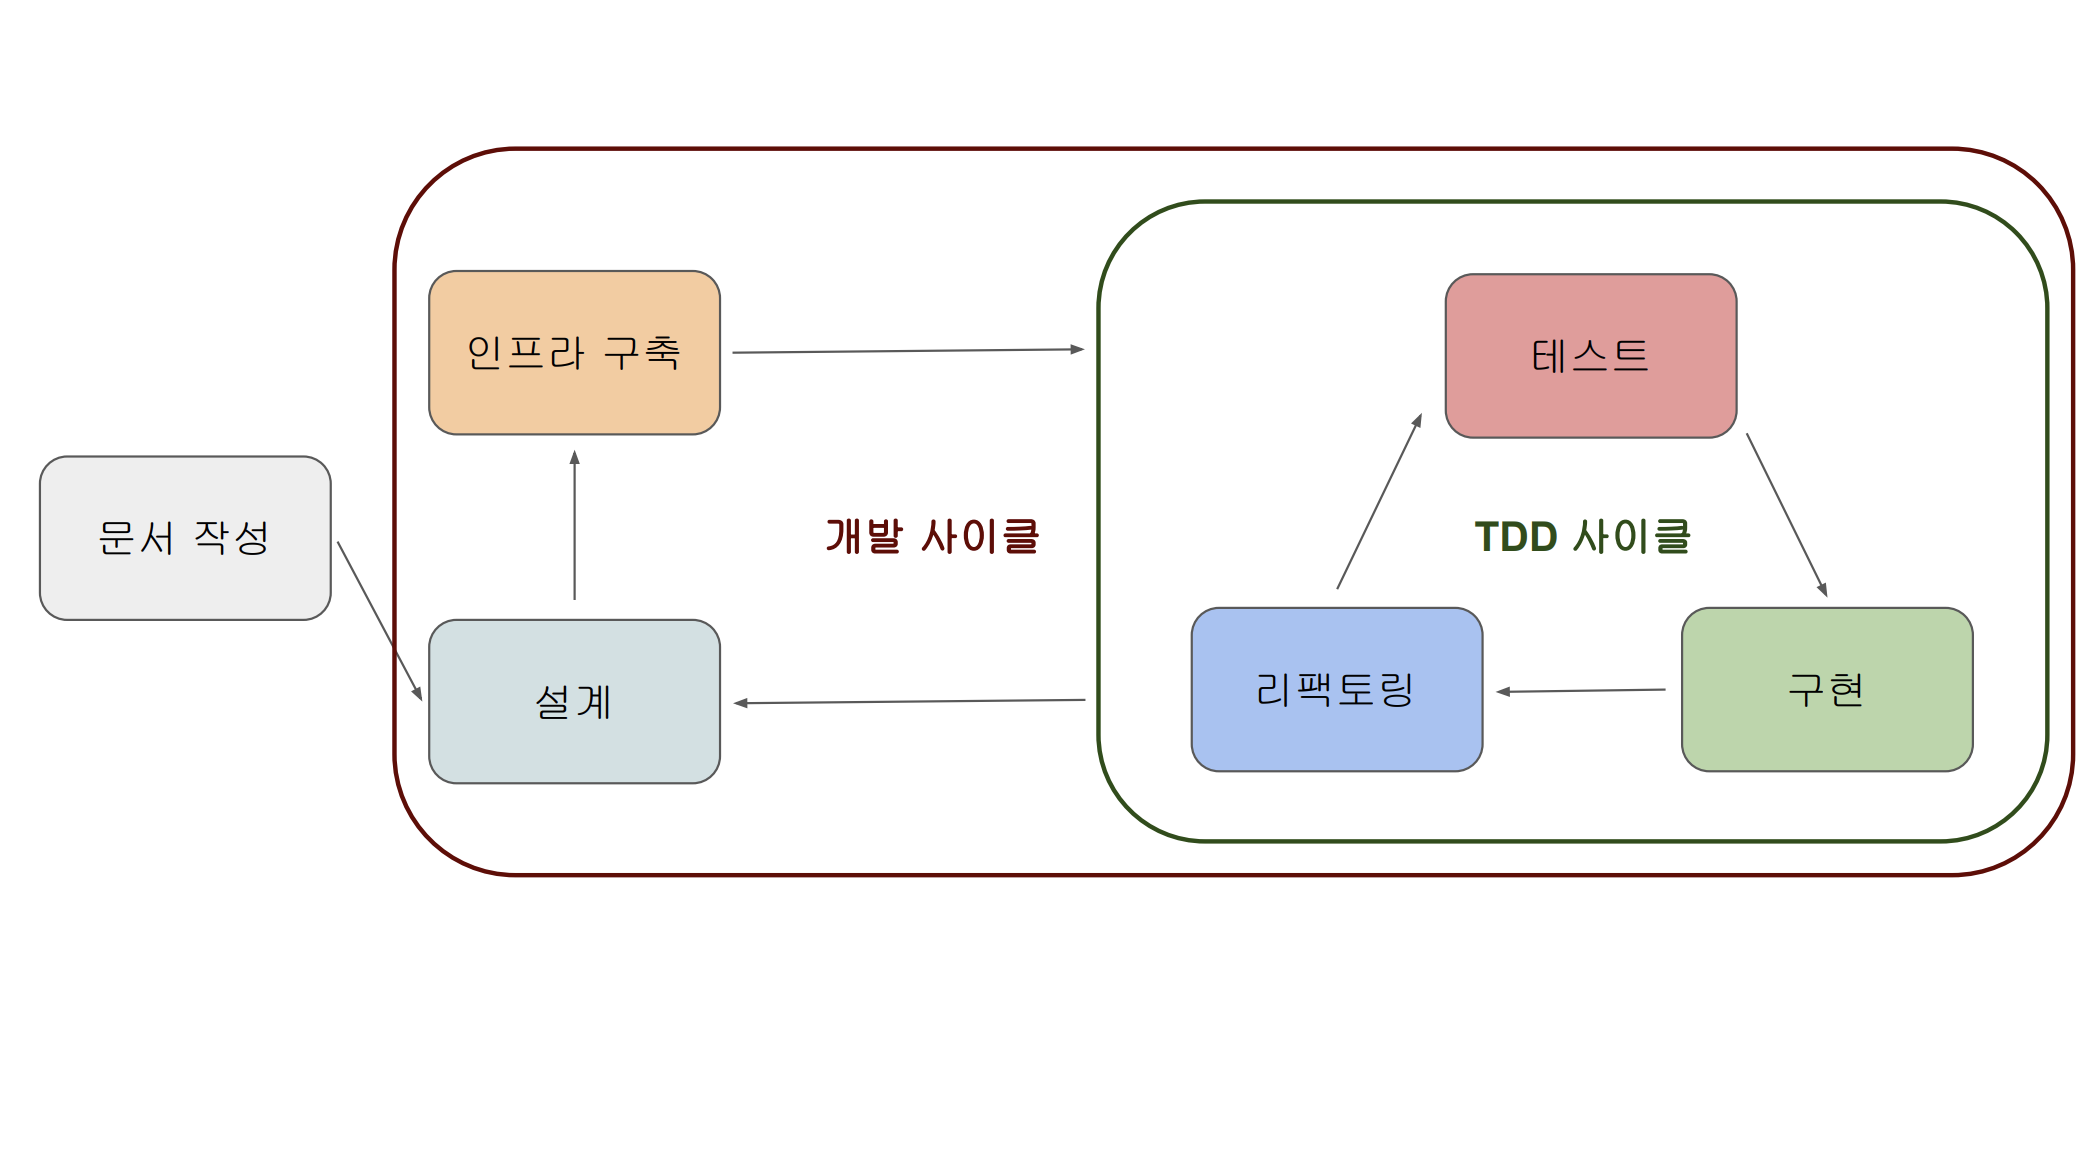 문서 작성
인프라 구축
설계
개발 사이클
테스트
TDD 사이클
리팩토링
구현